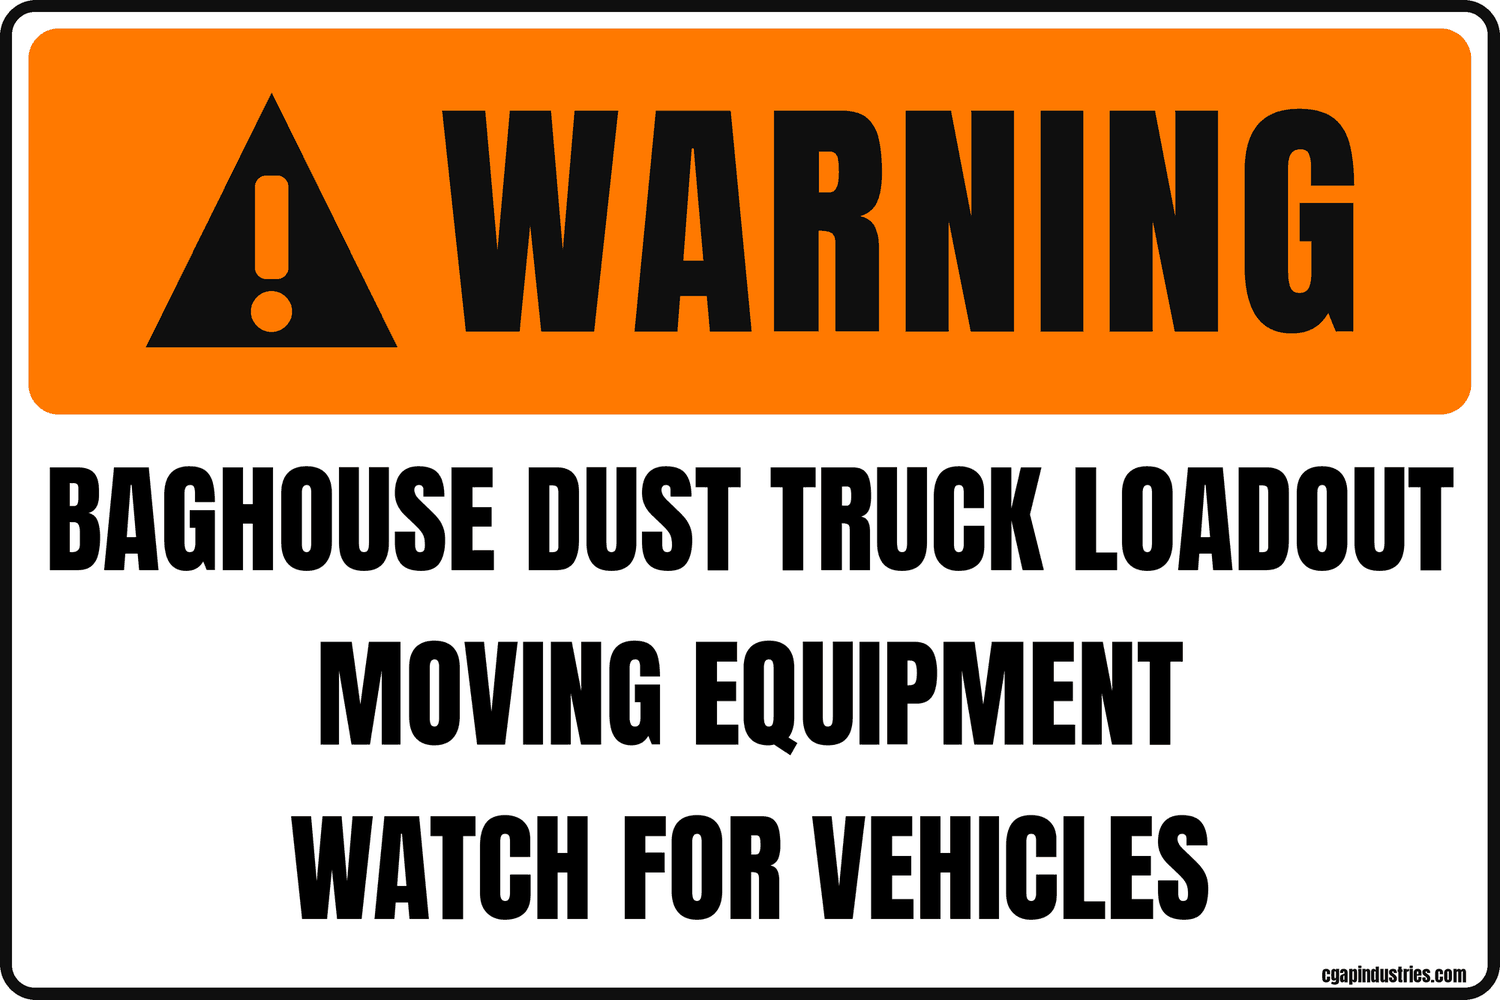 WARNING
BAGHOUSE DUST TRUCK LOADOUT
MOVING EQUIPMENT
WATCH FOR VEHICLES
cgapindustries.com